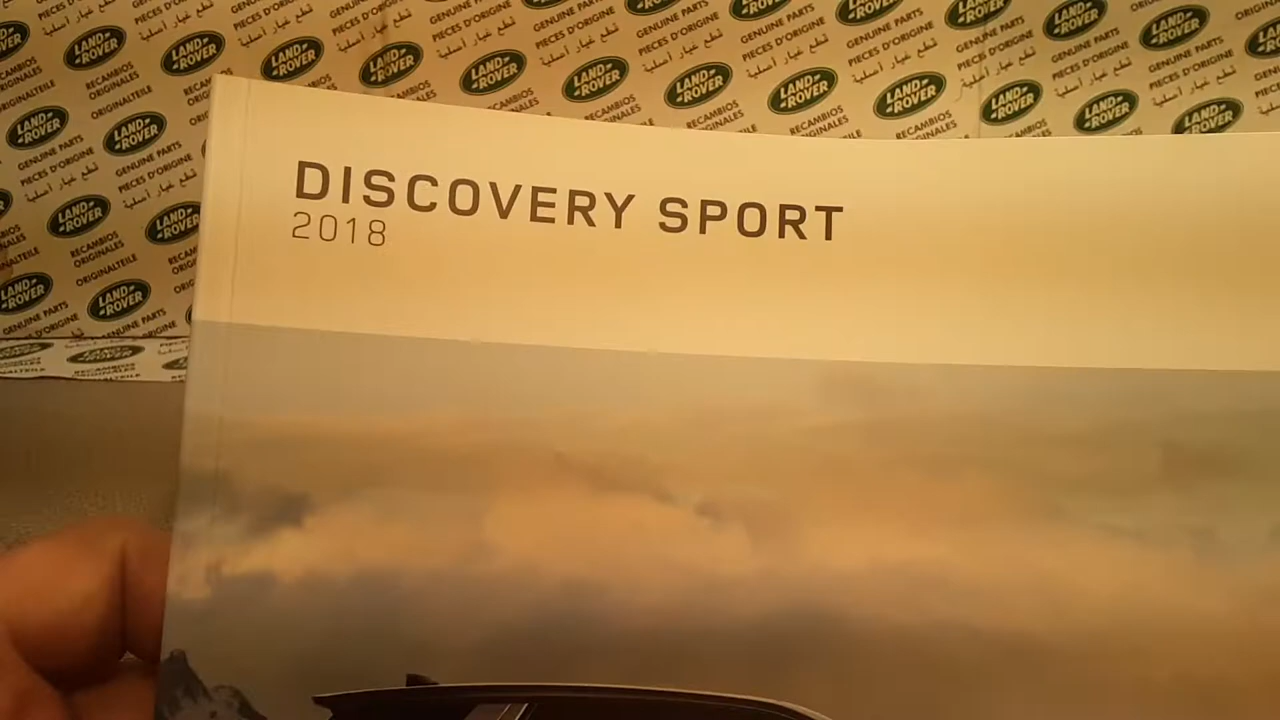 DISCOVERY SPORT
2018
LAND ROVER
GENUINE PARTS
PIECES D'ORIGINE
قطع غيار أصلية
RECAMBIOS ORIGINALES
ORIGINALTEILE